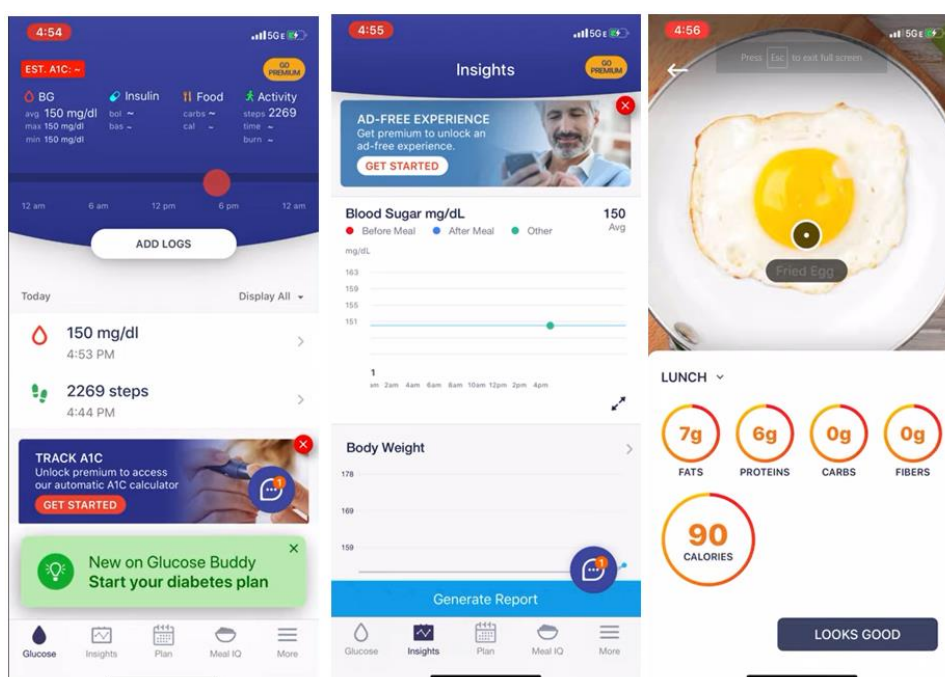 4:54
5G E
EST. A1C: ~
GO
PREMIUM
BG
Insulin
Food
Activity
avg 150 mg/dl
bol ~
carbs ~
steps 2269
max 150 mg/dl
bas ~
cal ~
time ~
min 150 mg/dl
burn ~
12 am 6 am 12 pm 6 pm 12 am
ADD LOGS
Today
Display All
150 mg/dl
4:53 PM
2269 steps
4:44 PM
TRACK A1C
Unlock premium to access
our automatic A1C calculator
GET STARTED
1
New on Glucose Buddy
Start your diabetes plan
Glucose Insights Plan Meal IQ More
4:55
5G E
Insights
GO
PREMIUM
AD-FREE EXPERIENCE
Get premium to unlock an
ad-free experience.
GET STARTED
Blood Sugar mg/dL
150
Before Meal After Meal Other
Avg
mg/dL
163
159
155
151
1
am 2am 4am 6am 8am 10am 12pm 2pm 4pm
Body Weight
178
169
159
1
Generate Report
Glucose Insights Plan Meal IQ More
4:56
5G E
Press Esc to exit full screen
Fried Egg
LUNCH
7g 6g 0g 0g
FATS PROTEINS CARBS FIBERS
90
CALORIES
LOOKS GOOD